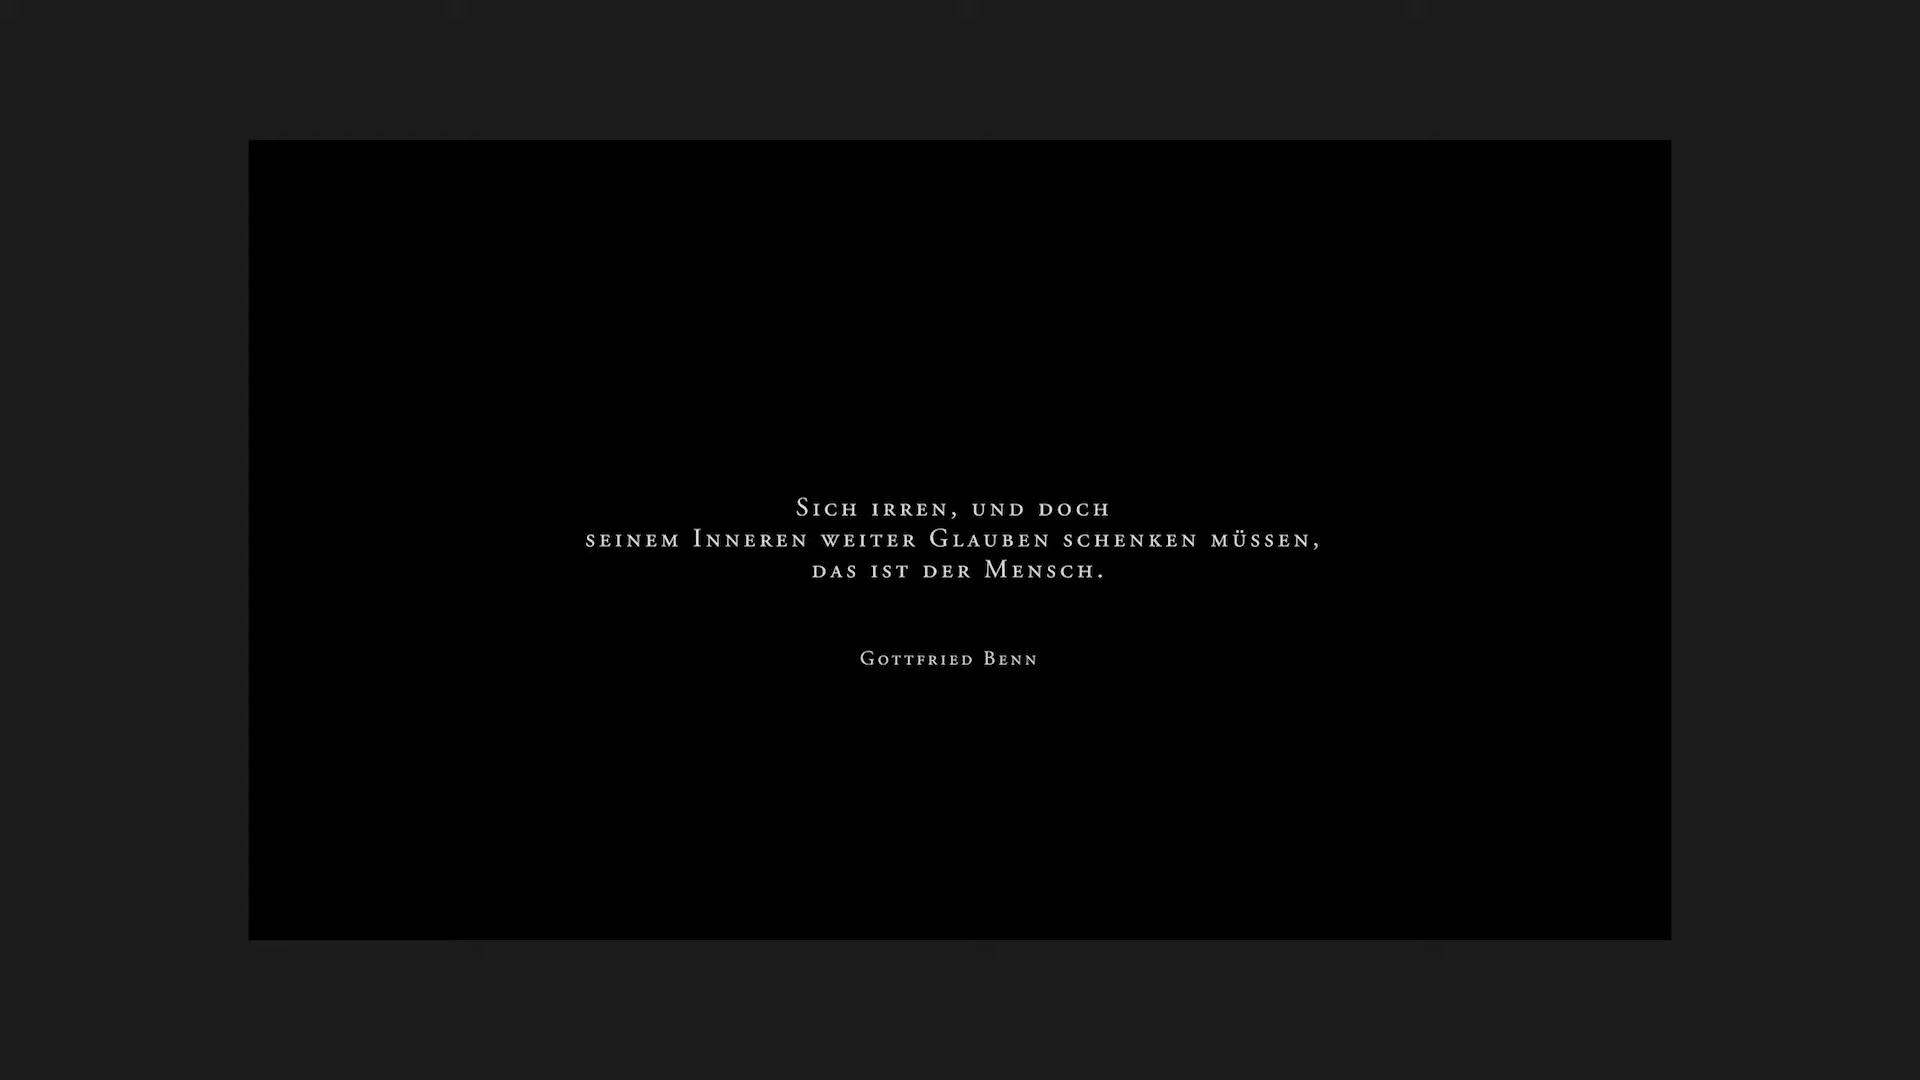 Sich irren, und doch
seinem Inneren weiter Glauben schenken müssen,
das ist der Mensch.
Gottfried Benn